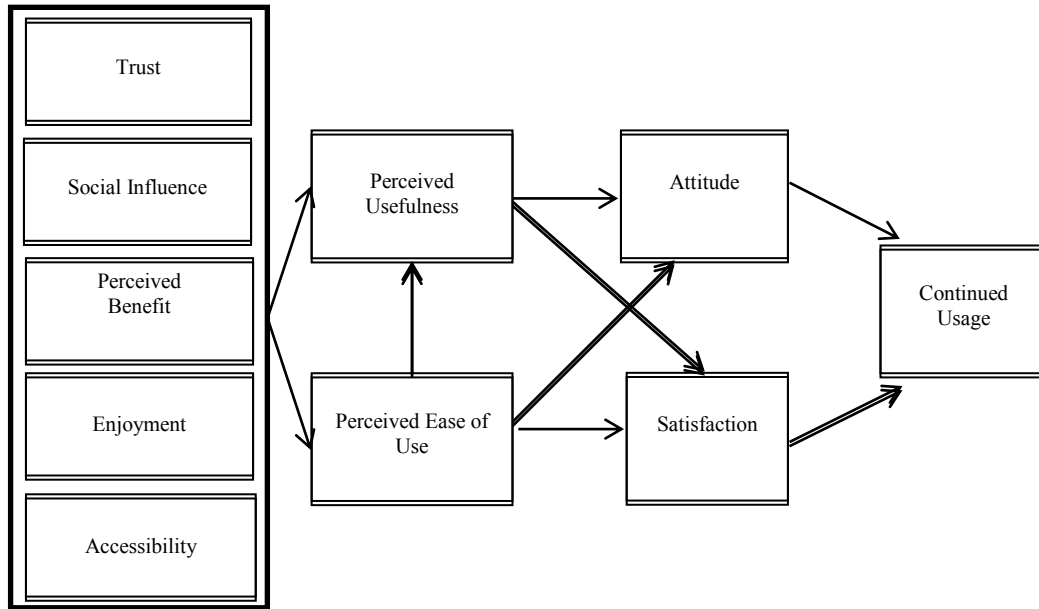 Trust
Social Influence
Perceived
Benefit
Enjoyment
Accessibility
Perceived
Usefulness
Perceived Ease of
Use
Attitude
Satisfaction
Continued
Usage